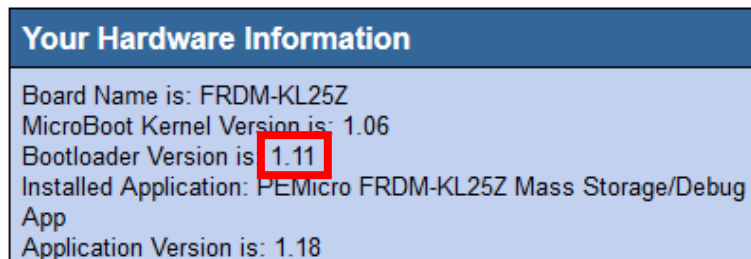 Your Hardware Information
Board Name is: FRDM-KL25Z
MicroBoot Kernel Version is: 1.06
Bootloader Version is 1.11
Installed Application: PEMicro FRDM-KL25Z Mass Storage/Debug
App
Application Version is: 1.18